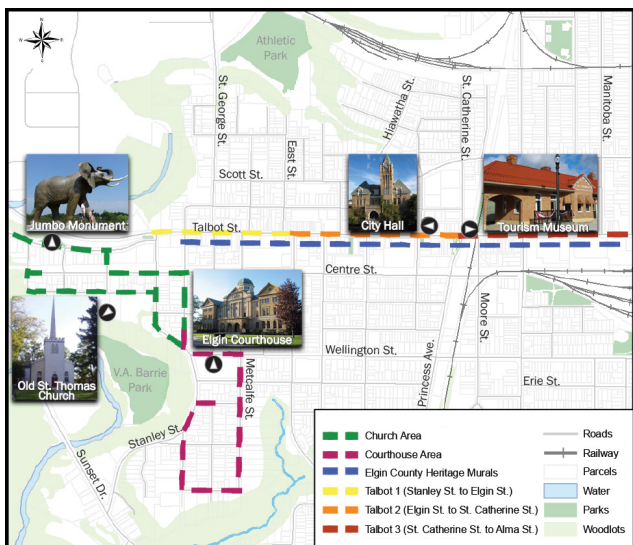 N
E
S
W
Athletic
Park
St. George St.
East St.
Hiawatha St.
St. Catherine St.
Manitoba St.
Scott St.
Jumbo Monument
Talbot St.
City Hall
Tourism Museum
Centre St.
Elgin Courthouse
Old St. Thomas
Church
V.A. Barrie
Park
Wellington St.
Metcalfe St.
Princess Ave.
Moore St.
Erie St.
Stanley St.
Sunset Dr.
Church Area
Courthouse Area
Elgin County Heritage Murals
Talbot 1 (Stanley St. to Elgin St.)
Talbot 2 (Elgin St. to St. Catherine St.)
Talbot 3 (St. Catherine St. to Alma St.)
Roads
Railway
Parcels
Water
Parks
Woodlots